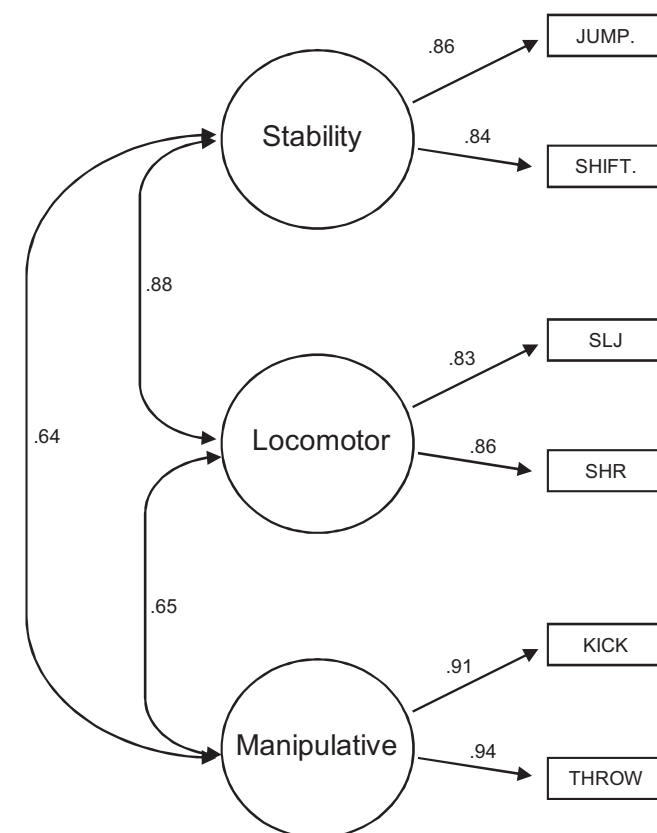 JUMP.
.86
Stability
.84
SHIFT.
.88
SLJ
.83
Locomotor
.64
.86
SHR
.65
KICK
.91
Manipulative
.94
THROW